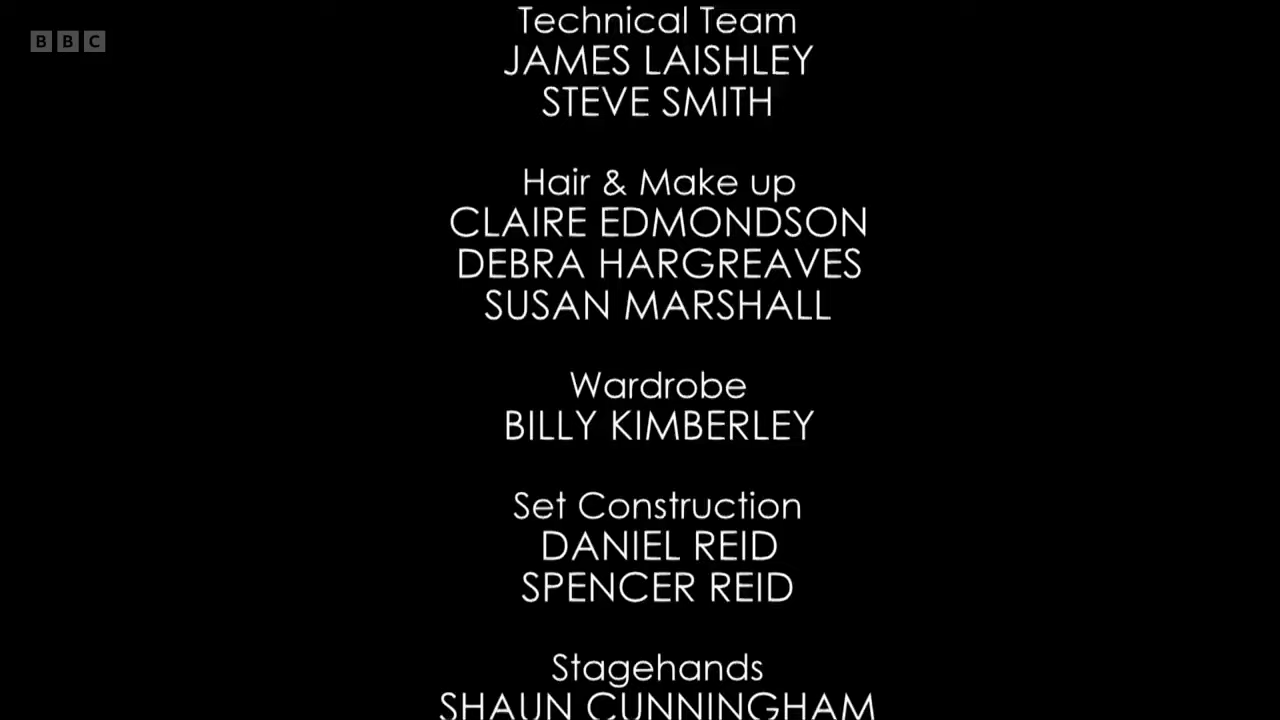 BBC
Technical Team
JAMES LAISHLEY
STEVE SMITH
Hair & Make up
CLAIRE EDMONDSON
DEBRA HARGREAVES
SUSAN MARSHALL
Wardrobe
BILLY KIMBERLEY
Set Construction
DANIEL REID
SPENCER REID
Stagehands
SHAUN CUNNINGHAM